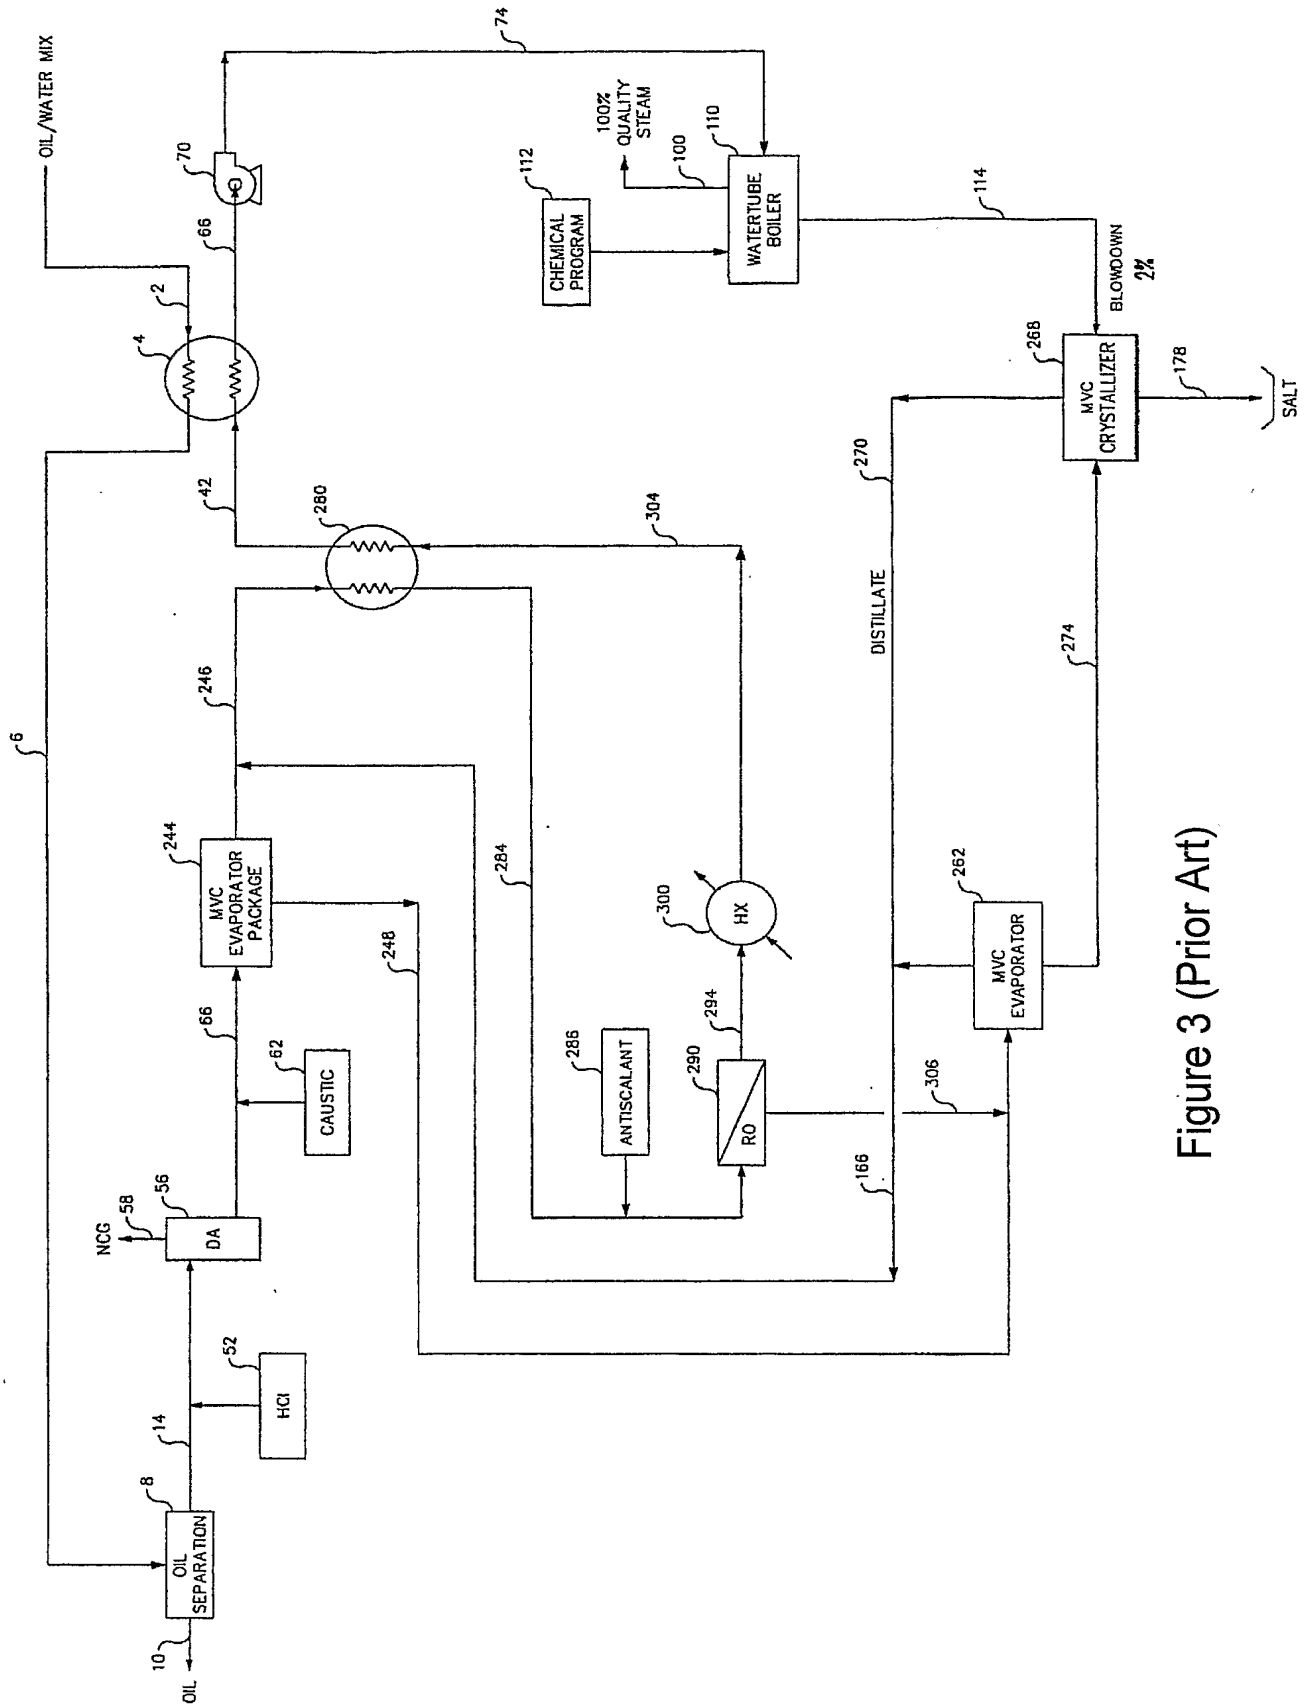 OIL/WATER MIX
2
4
6
OIL
10
OIL
SEPARATION
8
14
HCl
52
NCG
58
DA
56
CAUSTIC
62
66
MVC
EVAPORATOR
PACKAGE
244
246
248
280
42
66
70
74
284
ANTISCALANT
286
RO
290
294
HX
300
304
306
CHEMICAL
PROGRAM
112
100%
QUALITY
STEAM
100
WATERTUBE
BOILER
110
114
BLOWDOWN
2%
MVC
CRYSTALLIZER
268
178
SALT
270
DISTILLATE
274
MVC
EVAPORATOR
262
166
Figure 3 (Prior Art)